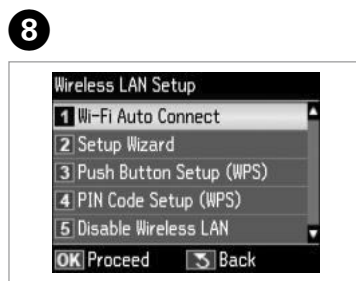 8
Wireless LAN Setup
1 Wi-Fi Auto Connect
2 Setup Wizard
3 Push Button Setup (WPS)
4 PIN Code Setup (WPS)
5 Disable Wireless LAN
OK Proceed Back